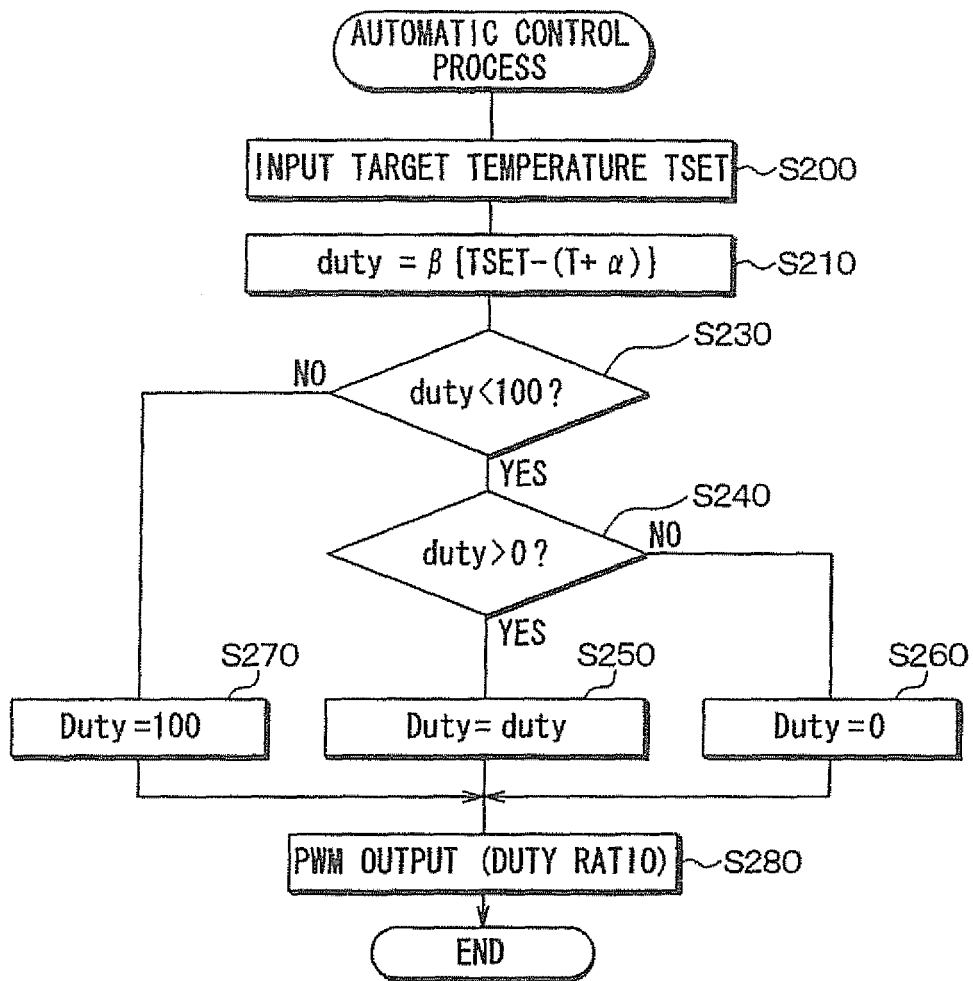 AUTOMATIC CONTROL
PROCESS
INPUT TARGET TEMPERATURE TSET
S200
duty = β {TSET-(T+ α)}
S210
S230
NO
duty<100?
YES
S240
duty>0?
NO
YES
S270
S250
S260
Duty=100
Duty= duty
Duty=0
PWM OUTPUT (DUTY RATIO)
S280
END